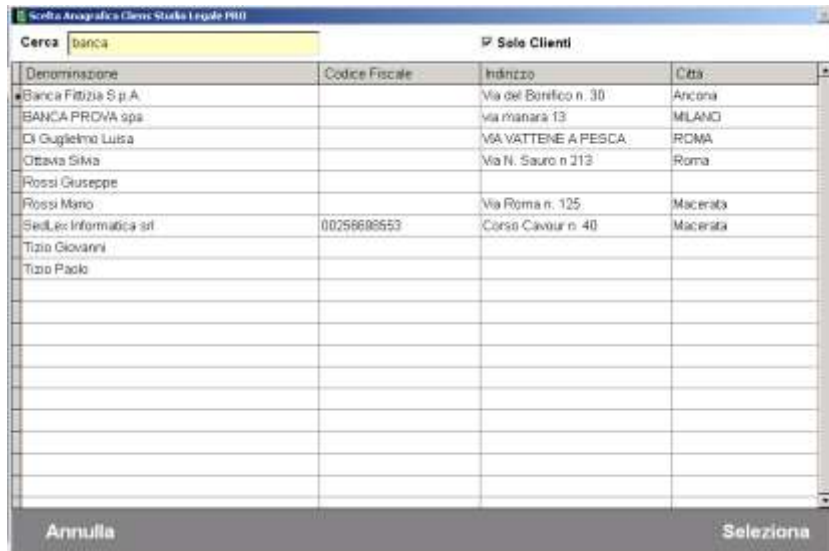 Scelta Anagrafica Cliens Studio Legale PRO
Cerca banca Solo Clienti
Denominazione Codice Fiscale Indirizzo Città
Banca Fittizia S.p.A. Via del Bonifico n. 30 Ancona
BANCA PROVA spa via manara 13 MILANO
Di Guglielmo Luisa VIA VATTENE A PESCA ROMA
Ottavia Silvia Via N. Sauro n 213 Roma
Rossi Giuseppe
Rossi Mario Via Roma n. 125 Macerata
SedLex Informatica srl Corso Cavour n. 40 Macerata
Tizio Giovanni
Tizio Paolo
Annulla Seleziona